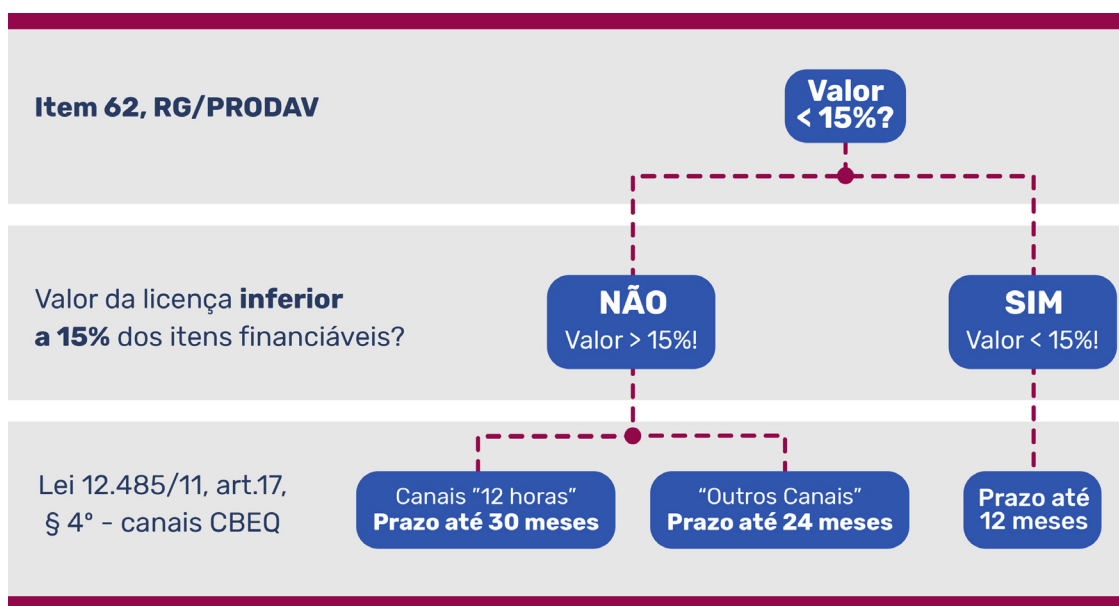 Item 62, RG/PRODAV
Valor
< 15%?
Valor da licença inferior
a 15% dos itens financiáveis?
NÃO
Valor > 15%!
SIM
Valor < 15%!
Lei 12.485/11, art.17,
§ 4º - canais CBEQ
Canais "12 horas"
Prazo até 30 meses
"Outros Canais"
Prazo até 24 meses
Prazo até
12 meses